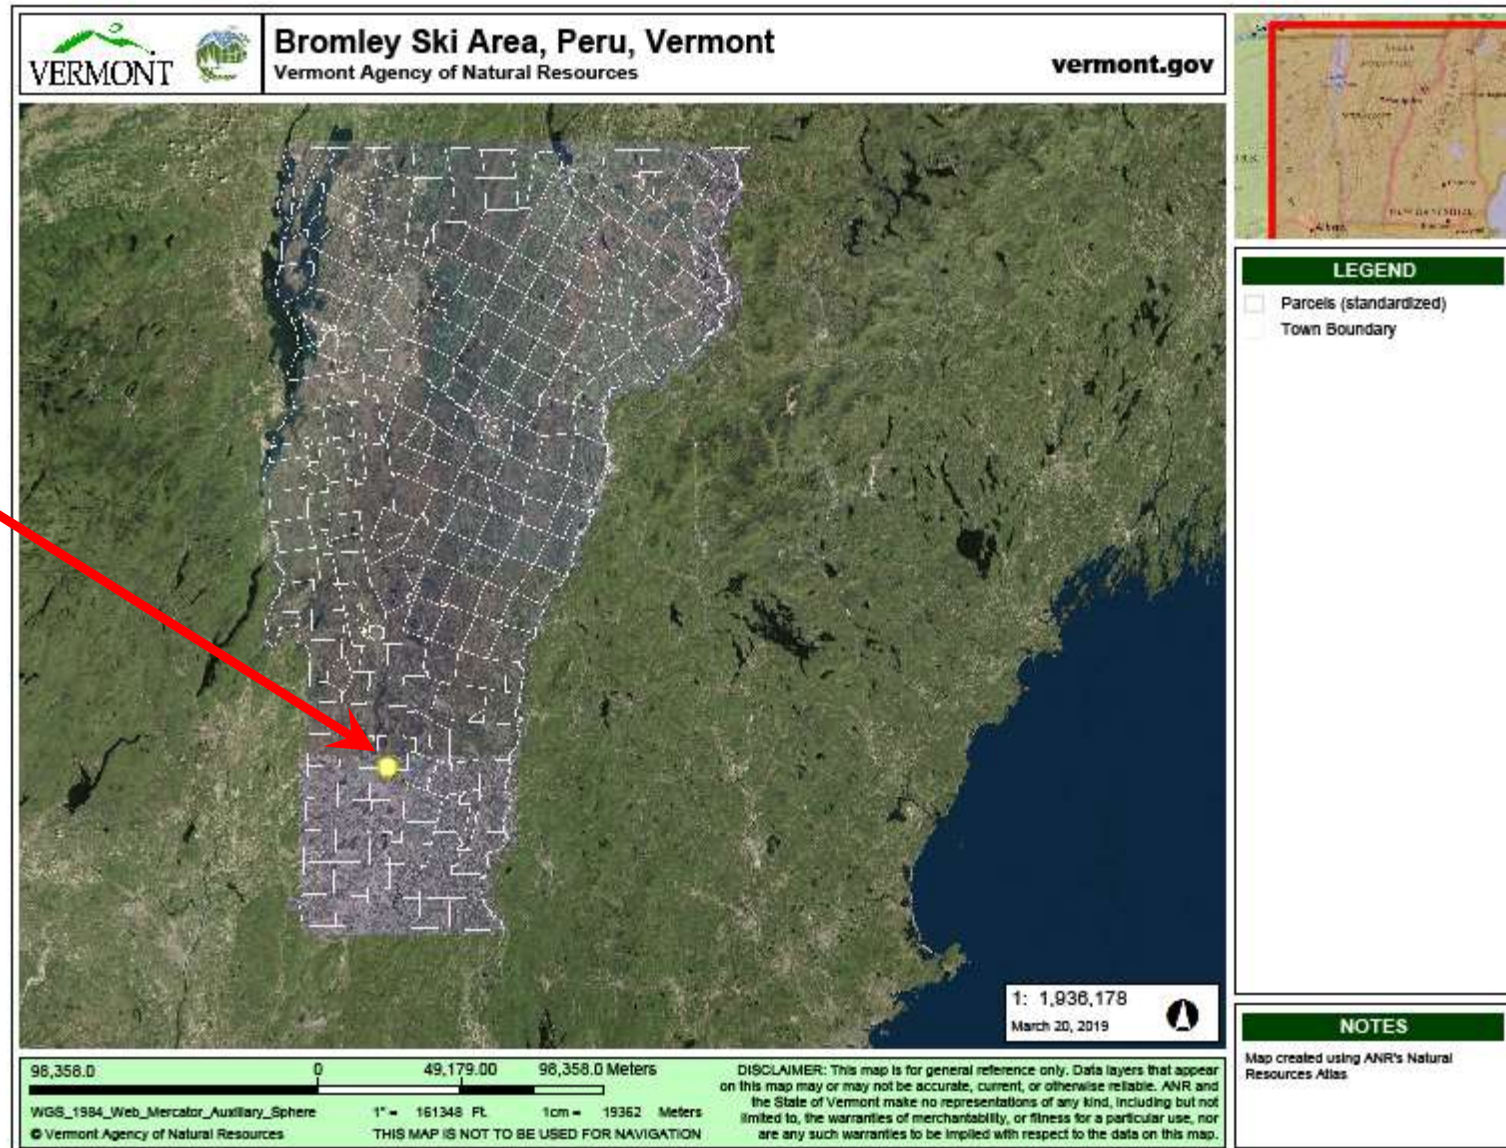 VERMONT
Bromley Ski Area, Peru, Vermont
Vermont Agency of Natural Resources
vermont.gov
LEGEND
Parcels (standardized)
Town Boundary
1: 1,936,178
March 20, 2019
NOTES
Map created using ANR's Natural
Resources Atlas
98,358.0 0 49,179.00 98,358.0 Meters
WGS_1984_Web_Mercator_Auxiliary_Sphere 1" = 161348 Ft. 1cm = 19362 Meters
© Vermont Agency of Natural Resources THIS MAP IS NOT TO BE USED FOR NAVIGATION
DISCLAIMER: This map is for general reference only. Data layers that appear
on this map may or may not be accurate, current, or otherwise reliable. ANR and
the State of Vermont make no representations of any kind, including but not
limited to, the warranties of merchantability, or fitness for a particular use, nor
are any such warranties to be implied with respect to the data on this map.